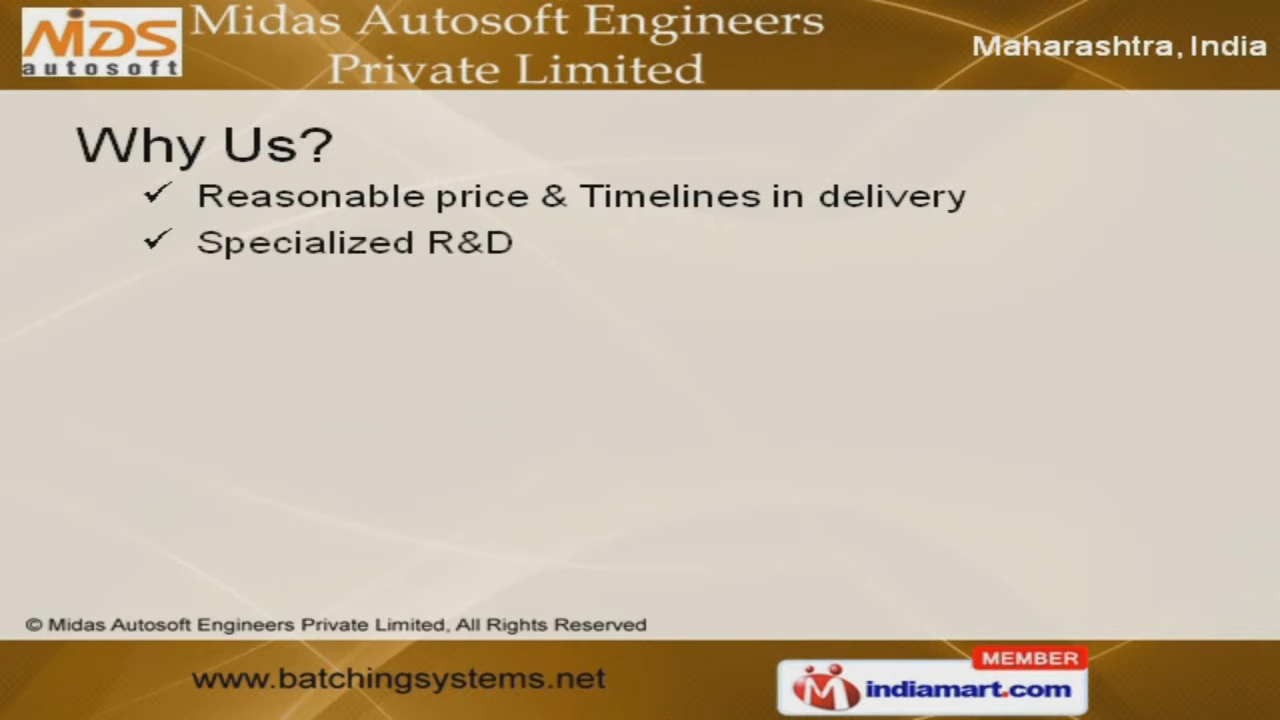 MiDS
autosoft
Midas Autosoft Engineers
Private Limited
Maharashtra, India
Why Us?
✓ Reasonable price & Timelines in delivery
✓ Specialized R&D
© Midas Autosoft Engineers Private Limited, All Rights Reserved
www.batchingsystems.net
MEMBER
indiamart.com